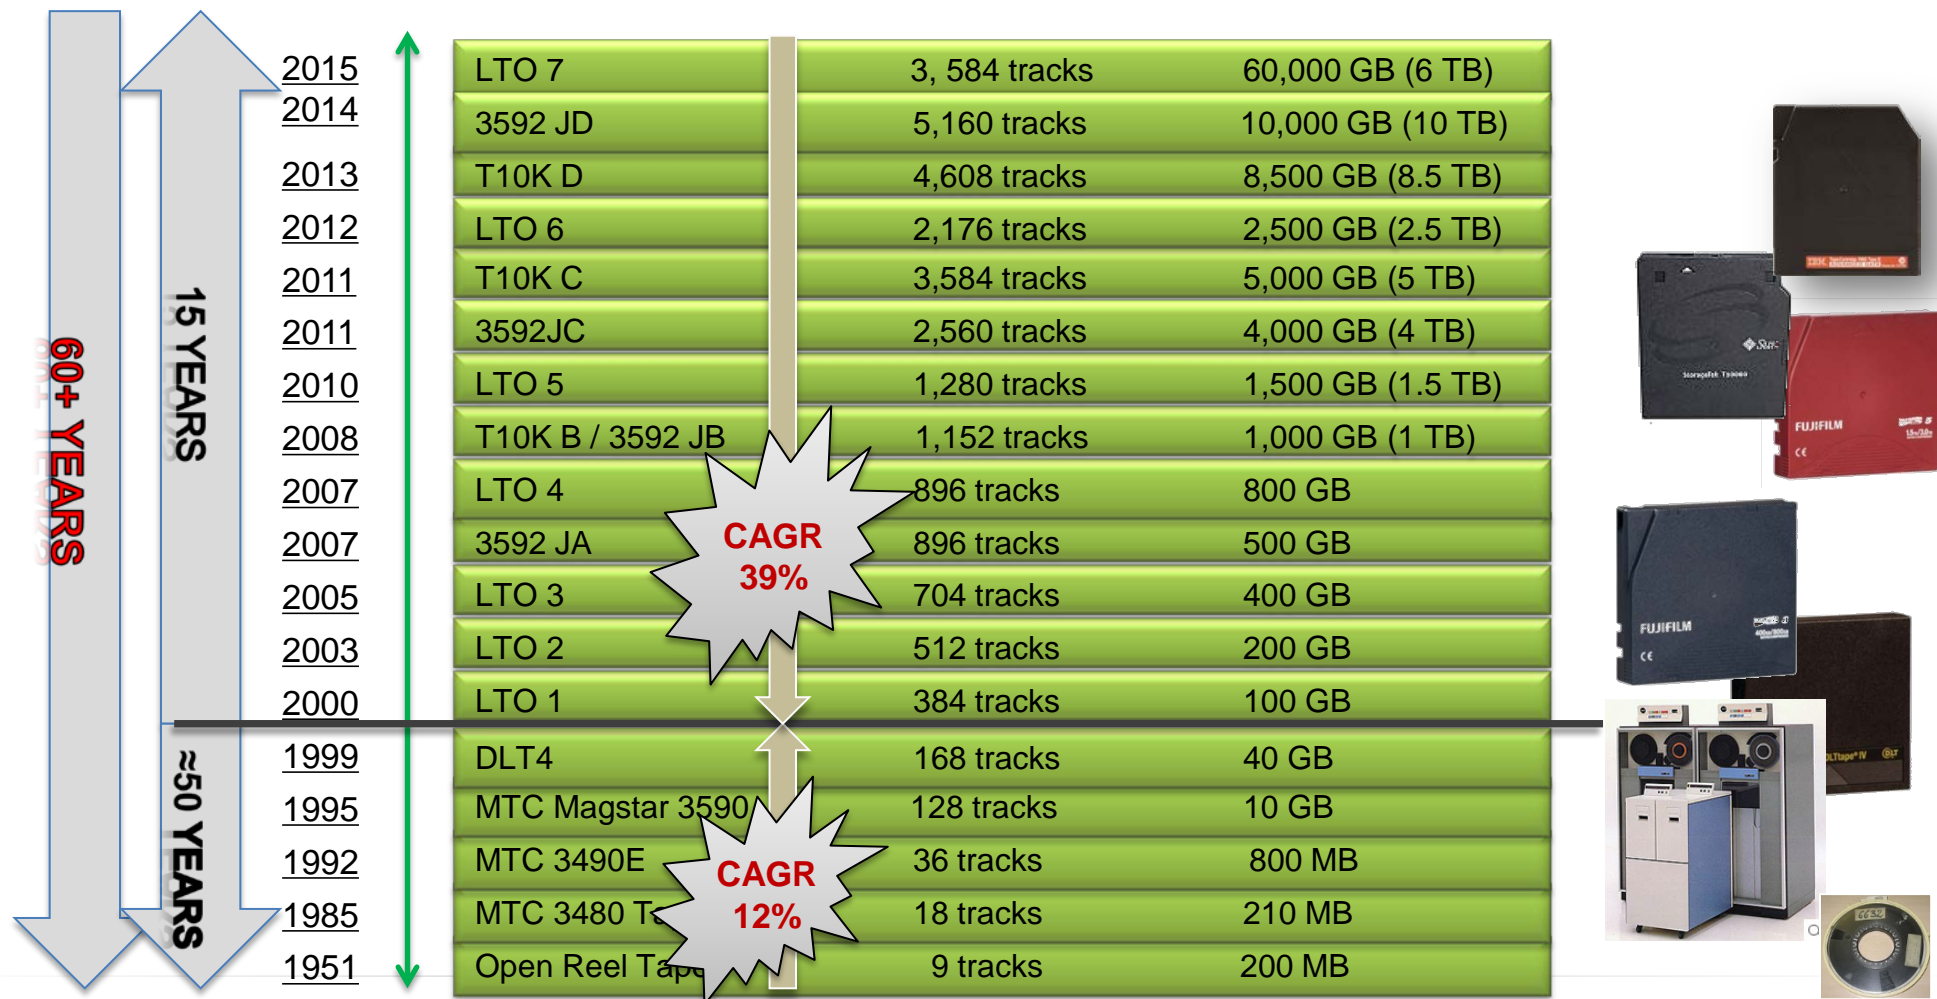 60+ YEARS
15 YEARS
≈50 YEARS
2015 LTO 7 3, 584 tracks 60,000 GB (6 TB)
2014 3592 JD 5,160 tracks 10,000 GB (10 TB)
2013 T10K D 4,608 tracks 8,500 GB (8.5 TB)
2012 LTO 6 2,176 tracks 2,500 GB (2.5 TB)
2011 T10K C 3,584 tracks 5,000 GB (5 TB)
2011 3592JC 2,560 tracks 4,000 GB (4 TB)
2010 LTO 5 1,280 tracks 1,500 GB (1.5 TB)
2008 T10K B / 3592 JB 1,152 tracks 1,000 GB (1 TB)
2007 LTO 4 896 tracks 800 GB
2007 3592 JA 896 tracks 500 GB
2005 LTO 3 704 tracks 400 GB
2003 LTO 2 512 tracks 200 GB
2000 LTO 1 384 tracks 100 GB
1999 DLT4 168 tracks 40 GB
1995 MTC Magstar 3590 128 tracks 10 GB
1992 MTC 3490E 36 tracks 800 MB
1985 MTC 3480 18 tracks 210 MB
1951 Open Reel Tape 9 tracks 200 MB
CAGR
39%
CAGR
12%
IBM
Sun
StorageTek
FUJIFILM
FUJIFILM
DLTtape IV DLT
6632